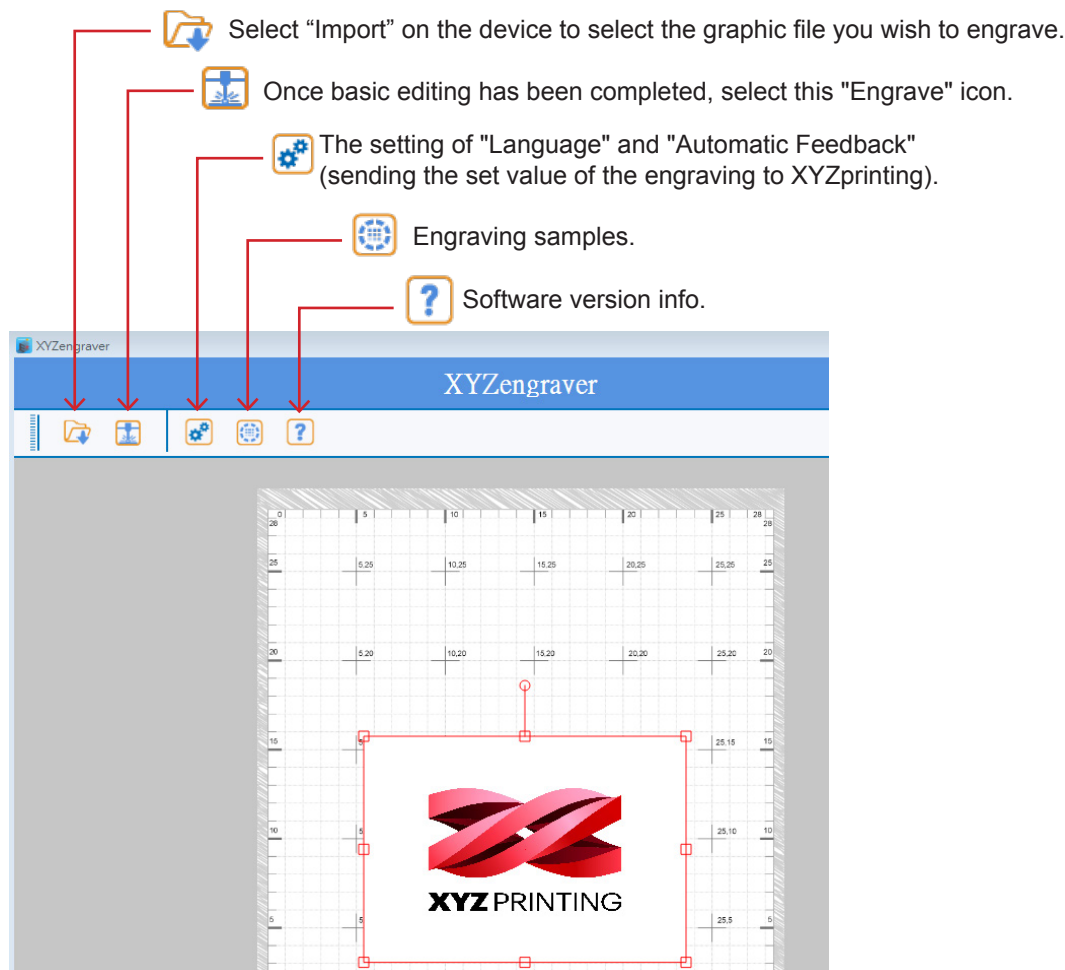 Select “Import” on the device to select the graphic file you wish to engrave.
Once basic editing has been completed, select this "Engrave" icon.
The setting of "Language" and "Automatic Feedback"
(sending the set value of the engraving to XYZprinting).
Engraving samples.
? Software version info.
XYZengraver
XYZengraver
?
0 5 10 15 20 25 28
28 28
25 5,25 10,25 15,25 20,25 25,25 25
20 5,20 10,20 15,20 20,20 25,20 20
15 5 25,15 15
10 5 25,10 10
XYZPRINTING
5 5 25,5 5